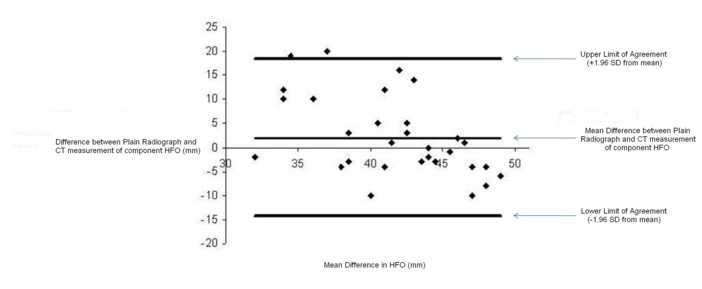 25
20
15
10
5
0
-5
-10
-15
-20
30
35
40
45
50
Difference between Plain Radiograph and
CT measurement of component HFO (mm)
Upper Limit of Agreement
(+1.96 SD from mean)
Mean Difference between Plain
Radiograph and CT measurement
of component HFO
Lower Limit of Agreement
(-1.96 SD from mean)
Mean Difference in HFO (mm)